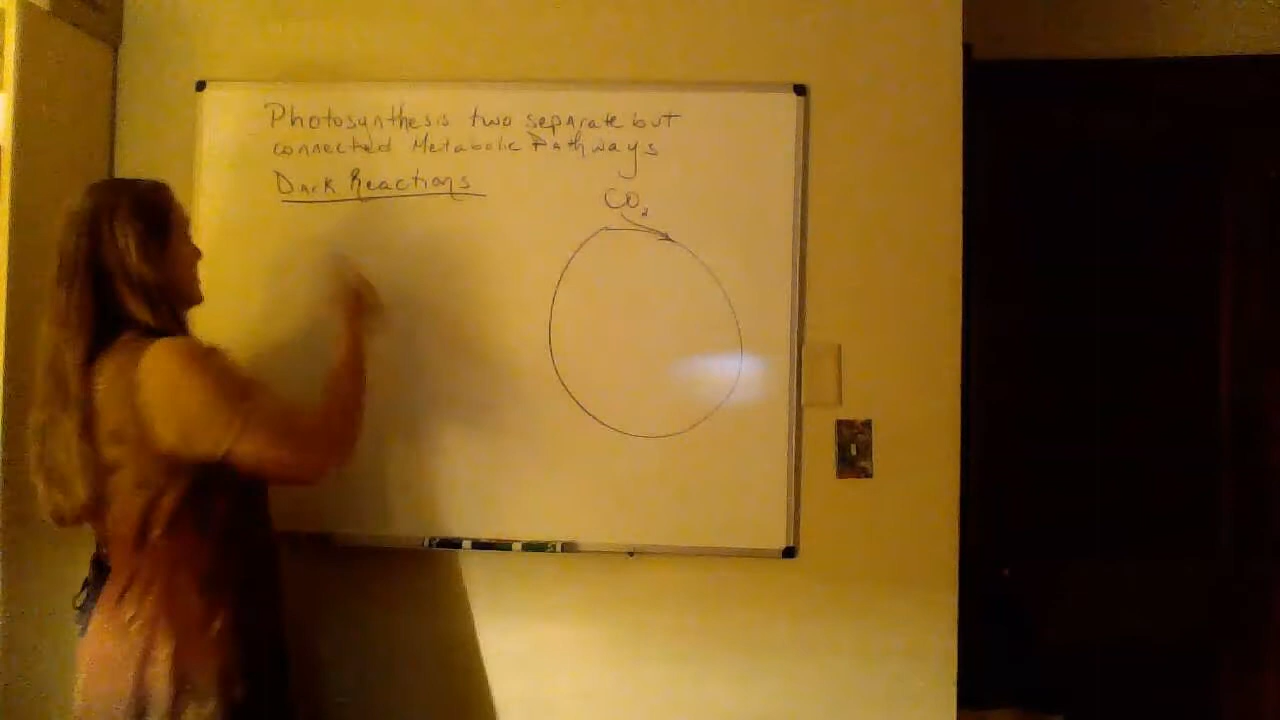 Photosynthesis two separate but
connected Metabolic Pathways
Dark Reactions
CO₂